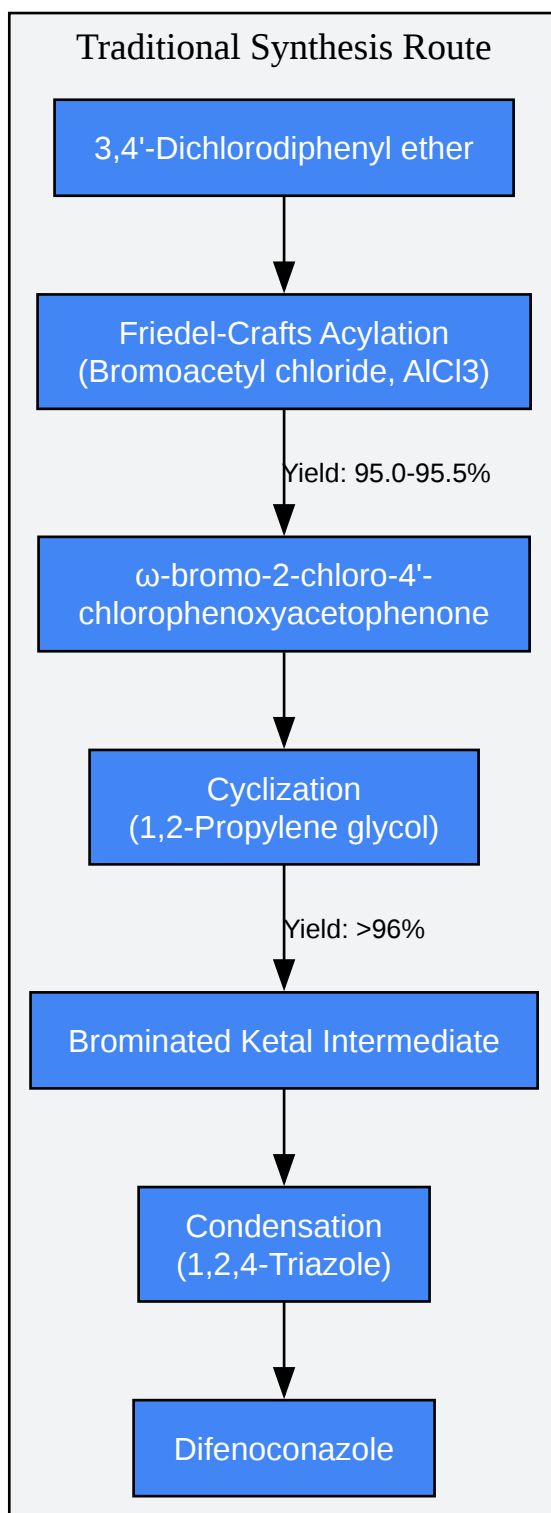 Traditional Synthesis Route
3,4'-Dichlorodiphenyl ether
Friedel-Crafts Acylation
(Bromoacetyl chloride, AlCl3)
Yield: 95.0-95.5%
ω-bromo-2-chloro-4'-
chlorophenoxyacetophenone
Cyclization
(1,2-Propylene glycol)
Yield: >96%
Brominated Ketal Intermediate
Condensation
(1,2,4-Triazole)
Difenoconazole